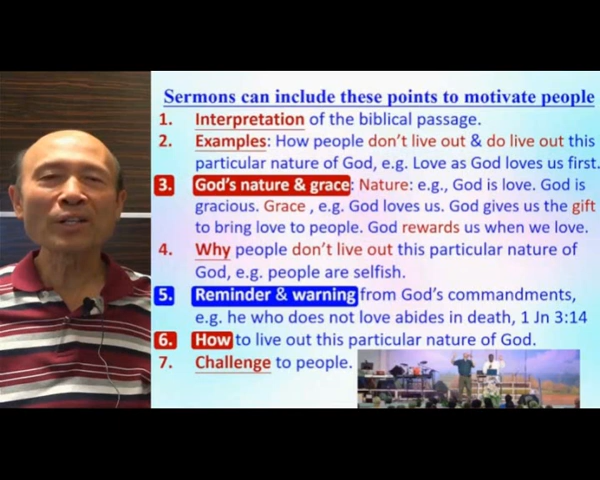 Sermons can include these points to motivate people
1. Interpretation of the biblical passage.
2. Examples: How people don't live out & do live out this
particular nature of God, e.g. Love as God loves us first.
3. God's nature & grace: Nature: e.g., God is love. God is
gracious. Grace , e.g. God loves us. God gives us the gift
to bring love to people. God rewards us when we love.
4. Why people don't live out this particular nature of
God, e.g. people are selfish.
5. Reminder & warning from God's commandments,
e.g. he who does not love abides in death, 1 Jn 3:14
6. How to live out this particular nature of God.
7. Challenge to people.